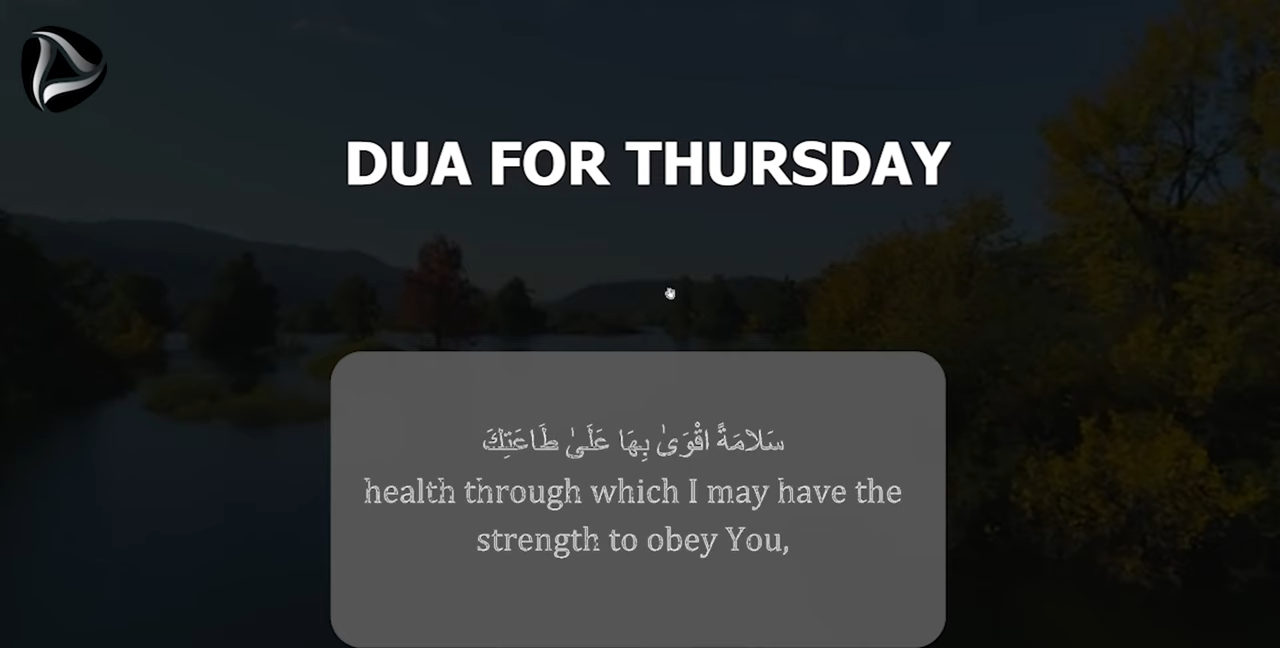 DUA FOR THURSDAY
سَلامَةً اقْوَىٰ بِهَا عَلَىٰ طَاعَتِكَ
health through which I may have the
strength to obey You,